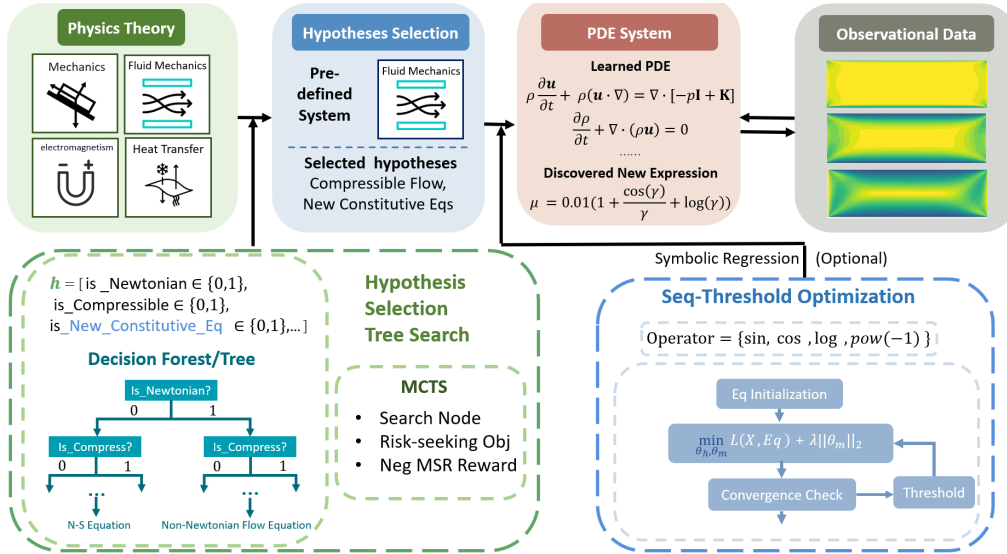 Physics Theory
Mechanics
Fluid Mechanics
electromagnetism
Heat Transfer
Hypotheses Selection
Pre-
defined
System
Fluid Mechanics
Selected hypotheses
Compressible Flow,
New Constitutive Eqs
PDE System
Learned PDE
ρ ∂u/∂t + ρ(u · ∇) = ∇ · [−pI + K]
∂ρ/∂t + ∇ · (ρu) = 0
......
Discovered New Expression
μ = 0.01(1 + cos(γ)/γ + log(γ))
Observational Data
h = [ is _Newtonian ∈ {0,1},
is_Compressible ∈ {0,1},
is_New_Constitutive_Eq ∈ {0,1},... ]
Decision Forest/Tree
Is_Newtonian?
0 1
Is_Compress? Is_Compress?
0 1 0 1
... ...
N-S Equation Non-Newtonian Flow Equation
Hypothesis
Selection
Tree Search
MCTS
• Search Node
• Risk-seeking Obj
• Neg MSR Reward
Symbolic Regression (Optional)
Seq-Threshold Optimization
Operator = {sin, cos ,log ,pow(−1) }
Eq Initialization
min θ_h,θ_m L(X, Eq) + λ||θ_m||_2
Convergence Check
Threshold